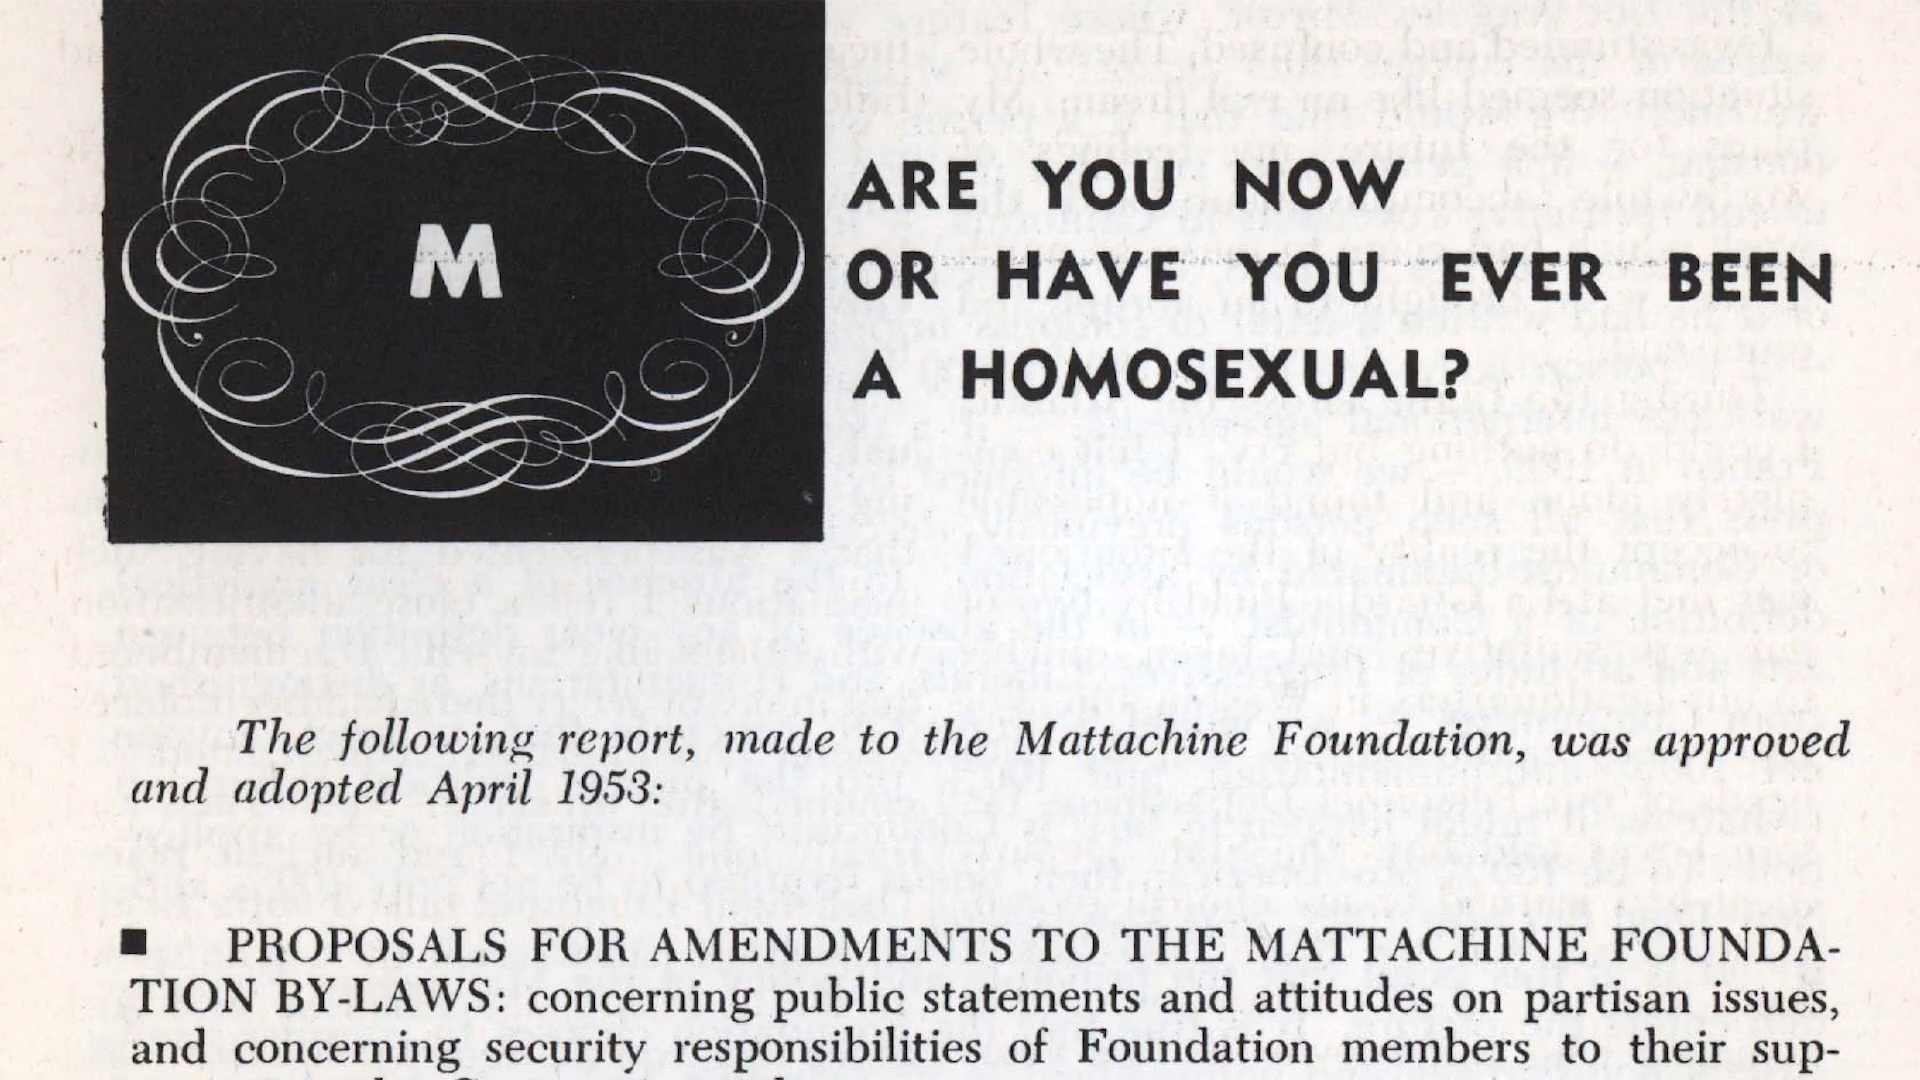 M
ARE YOU NOW
OR HAVE YOU EVER BEEN
A HOMOSEXUAL?
The following report, made to the Mattachine Foundation, was approved
and adopted April 1953:
■ PROPOSALS FOR AMENDMENTS TO THE MATTACHINE FOUNDA-
TION BY-LAWS: concerning public statements and attitudes on partisan issues,
and concerning security responsibilities of Foundation members to their sup-